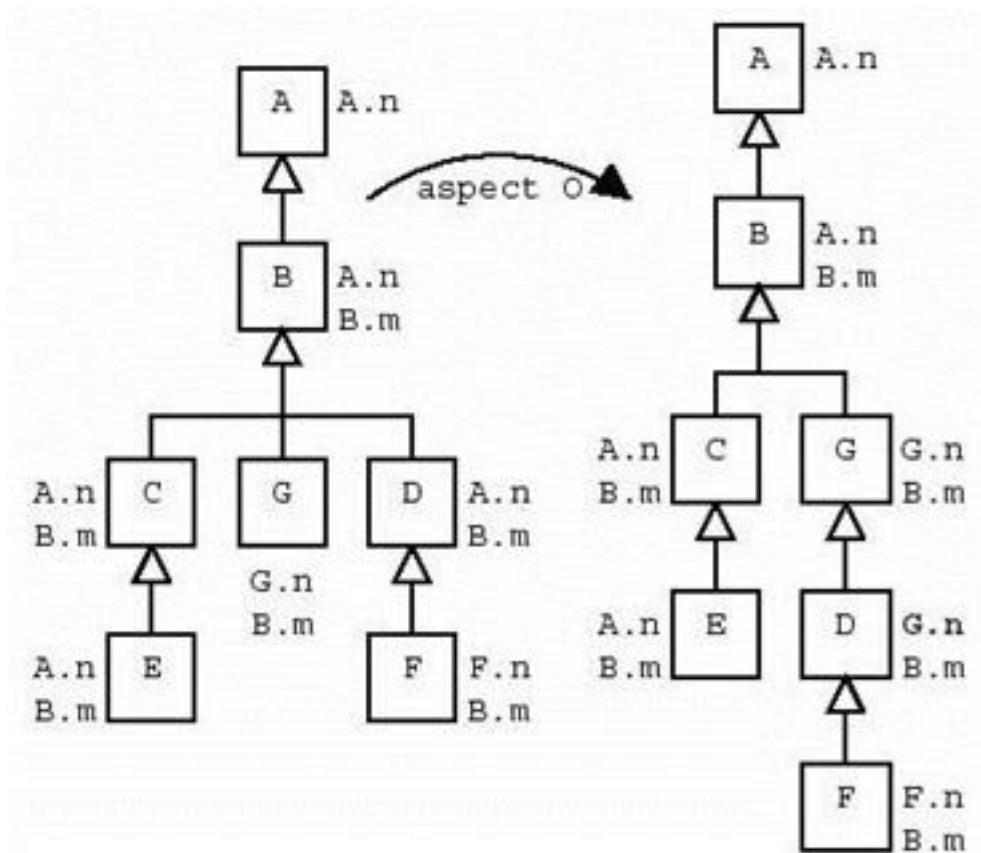 A A.n
aspect O
B A.n
B.m
A.n C
B.m
G
G.n
B.m
D A.n
B.m
A.n E
B.m
F F.n
B.m
A A.n
B A.n
B.m
A.n C
B.m
G G.n
B.m
A.n E
B.m
D G.n
B.m
F F.n
B.m